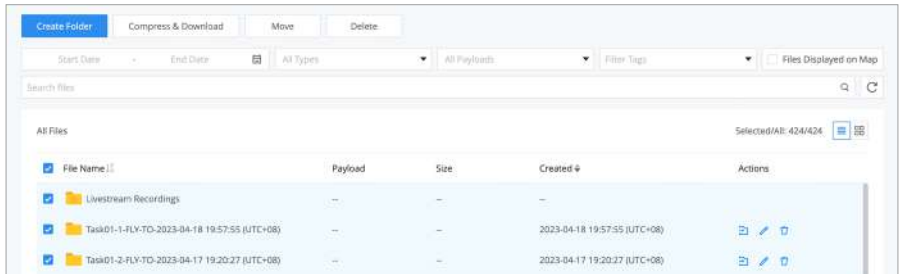 Create Folder Compress & Download Move Delete
Start Date - End Date All Types All Payloads Filter Tags Files Displayed on Map
Search files
All Files Selected/All: 424/424
File Name Payload Size Created Actions
Livestream Recordings -- -- --
Task01-1-FLY-TO-2023-04-18 19:57:55 (UTC+08) -- -- 2023-04-18 19:57:55 (UTC+08)
Task01-2-FLY-TO-2023-04-17 19:20:27 (UTC+08) -- -- 2023-04-17 19:20:27 (UTC+08)